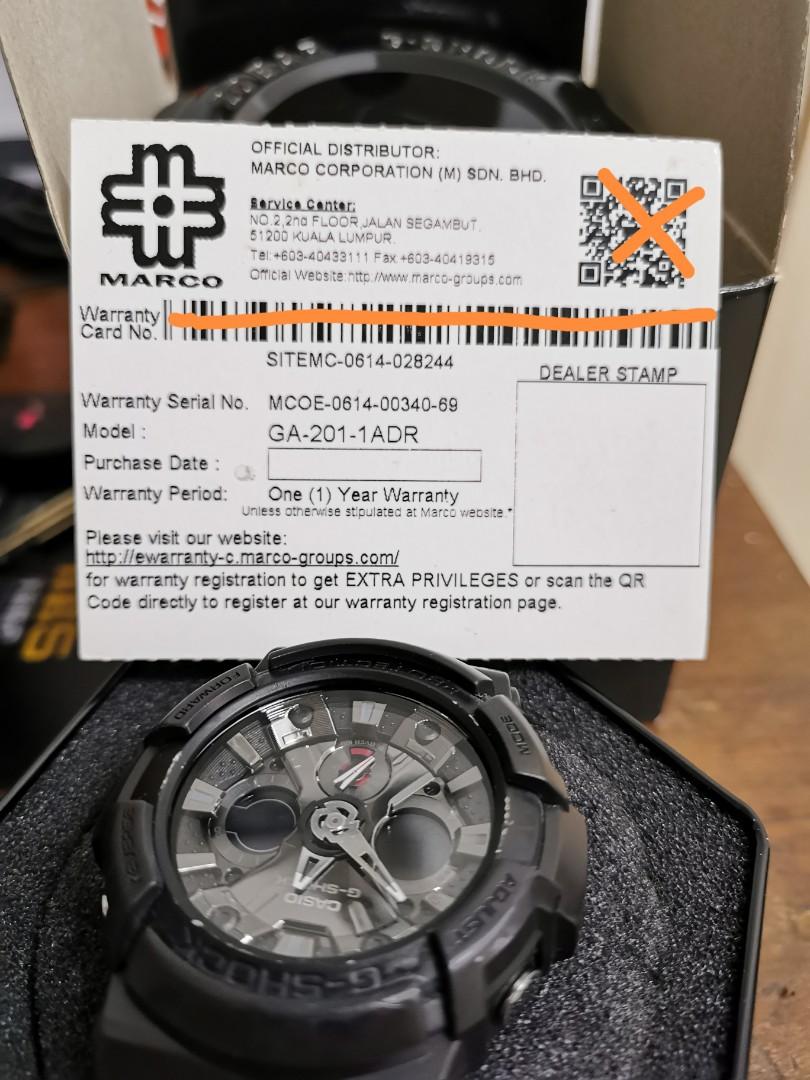 OFFICIAL DISTRIBUTOR:
MARCO CORPORATION (M) SDN. BHD.
Service Center:
NO.2,2nd FLOOR,JALAN SEGAMBUT,
51200 KUALA LUMPUR.
Tel:+603-40433111 Fax:+603-40419315
Official Website:http://www.marco-groups.com
MARCO
Warranty
Card No.
SITEMC-0614-028244
DEALER STAMP
Warranty Serial No. MCOE-0614-00340-69
Model : GA-201-1ADR
Purchase Date :
Warranty Period: One (1) Year Warranty
Unless otherwise stipulated at Marco website.*
Please visit our website:
http://ewarranty-c.marco-groups.com/
for warranty registration to get EXTRA PRIVILEGES or scan the QR
Code directly to register at our warranty registration page.
FORWARD
MODE
ADJUST
REVERSE
G-SHOCK
CASIO
G-SHOCK